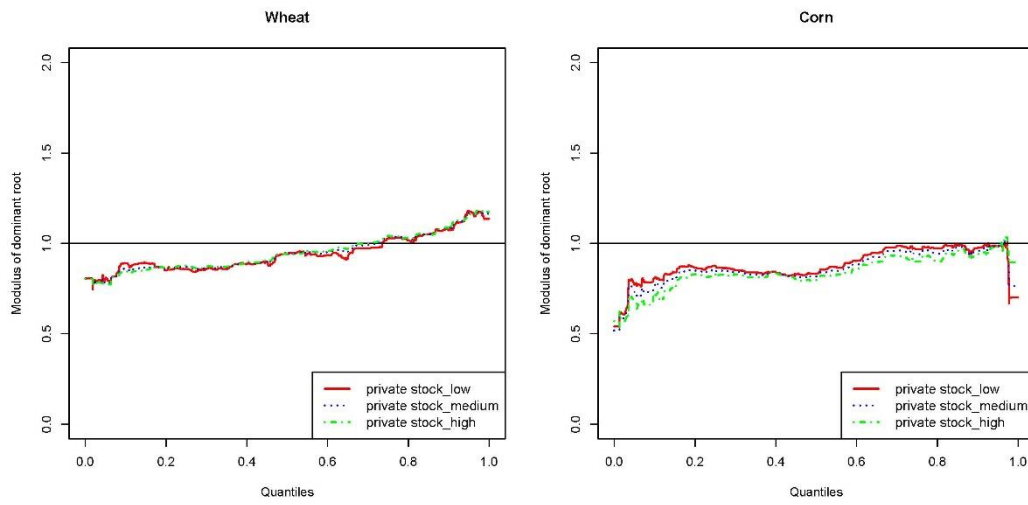 Wheat
Modulus of dominant root
2.0
1.5
1.0
0.5
0.0
private stock_low
private stock_medium
private stock_high
0.0 0.2 0.4 0.6 0.8 1.0
Quantiles
Corn
Modulus of dominant root
2.0
1.5
1.0
0.5
0.0
private stock_low
private stock_medium
private stock_high
0.0 0.2 0.4 0.6 0.8 1.0
Quantiles